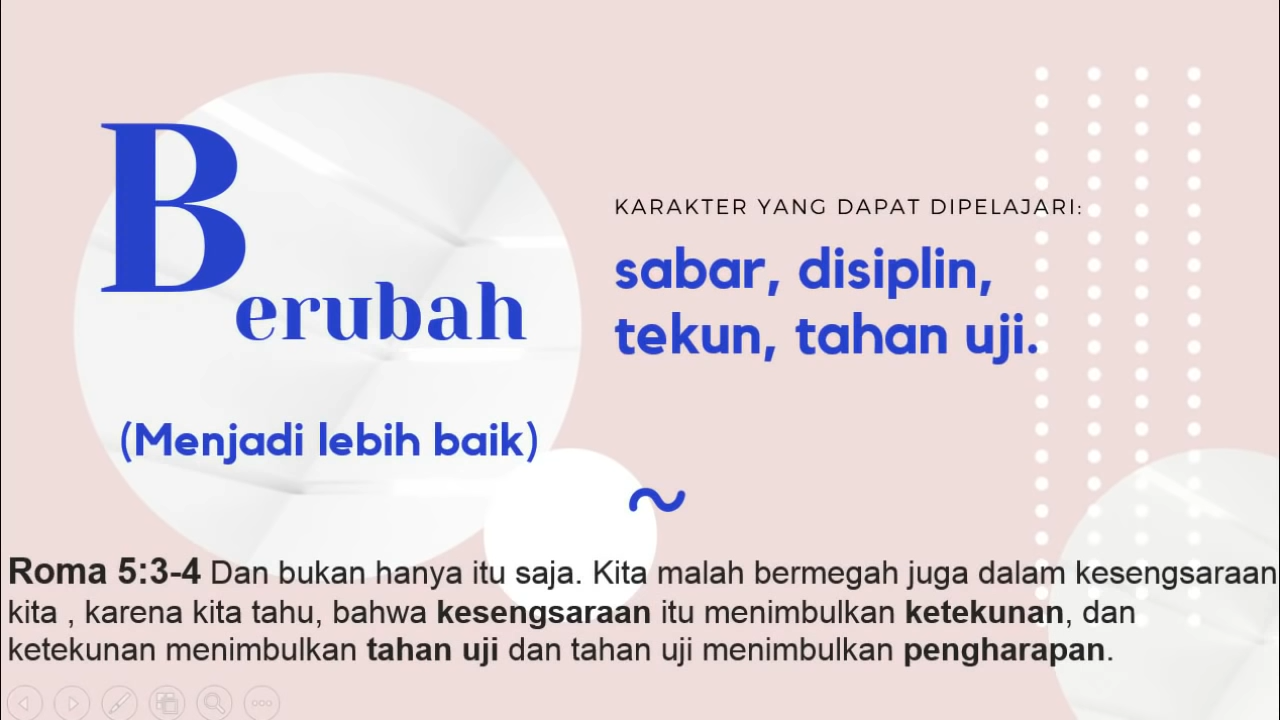 Berubah
(Menjadi lebih baik)
KARAKTER YANG DAPAT DIPELAJARI:
sabar, disiplin,
tekun, tahan uji.
~
Roma 5:3-4 Dan bukan hanya itu saja. Kita malah bermegah juga dalam kesengsaraan
kita , karena kita tahu, bahwa kesengsaraan itu menimbulkan ketekunan, dan
ketekunan menimbulkan tahan uji dan tahan uji menimbulkan pengharapan.